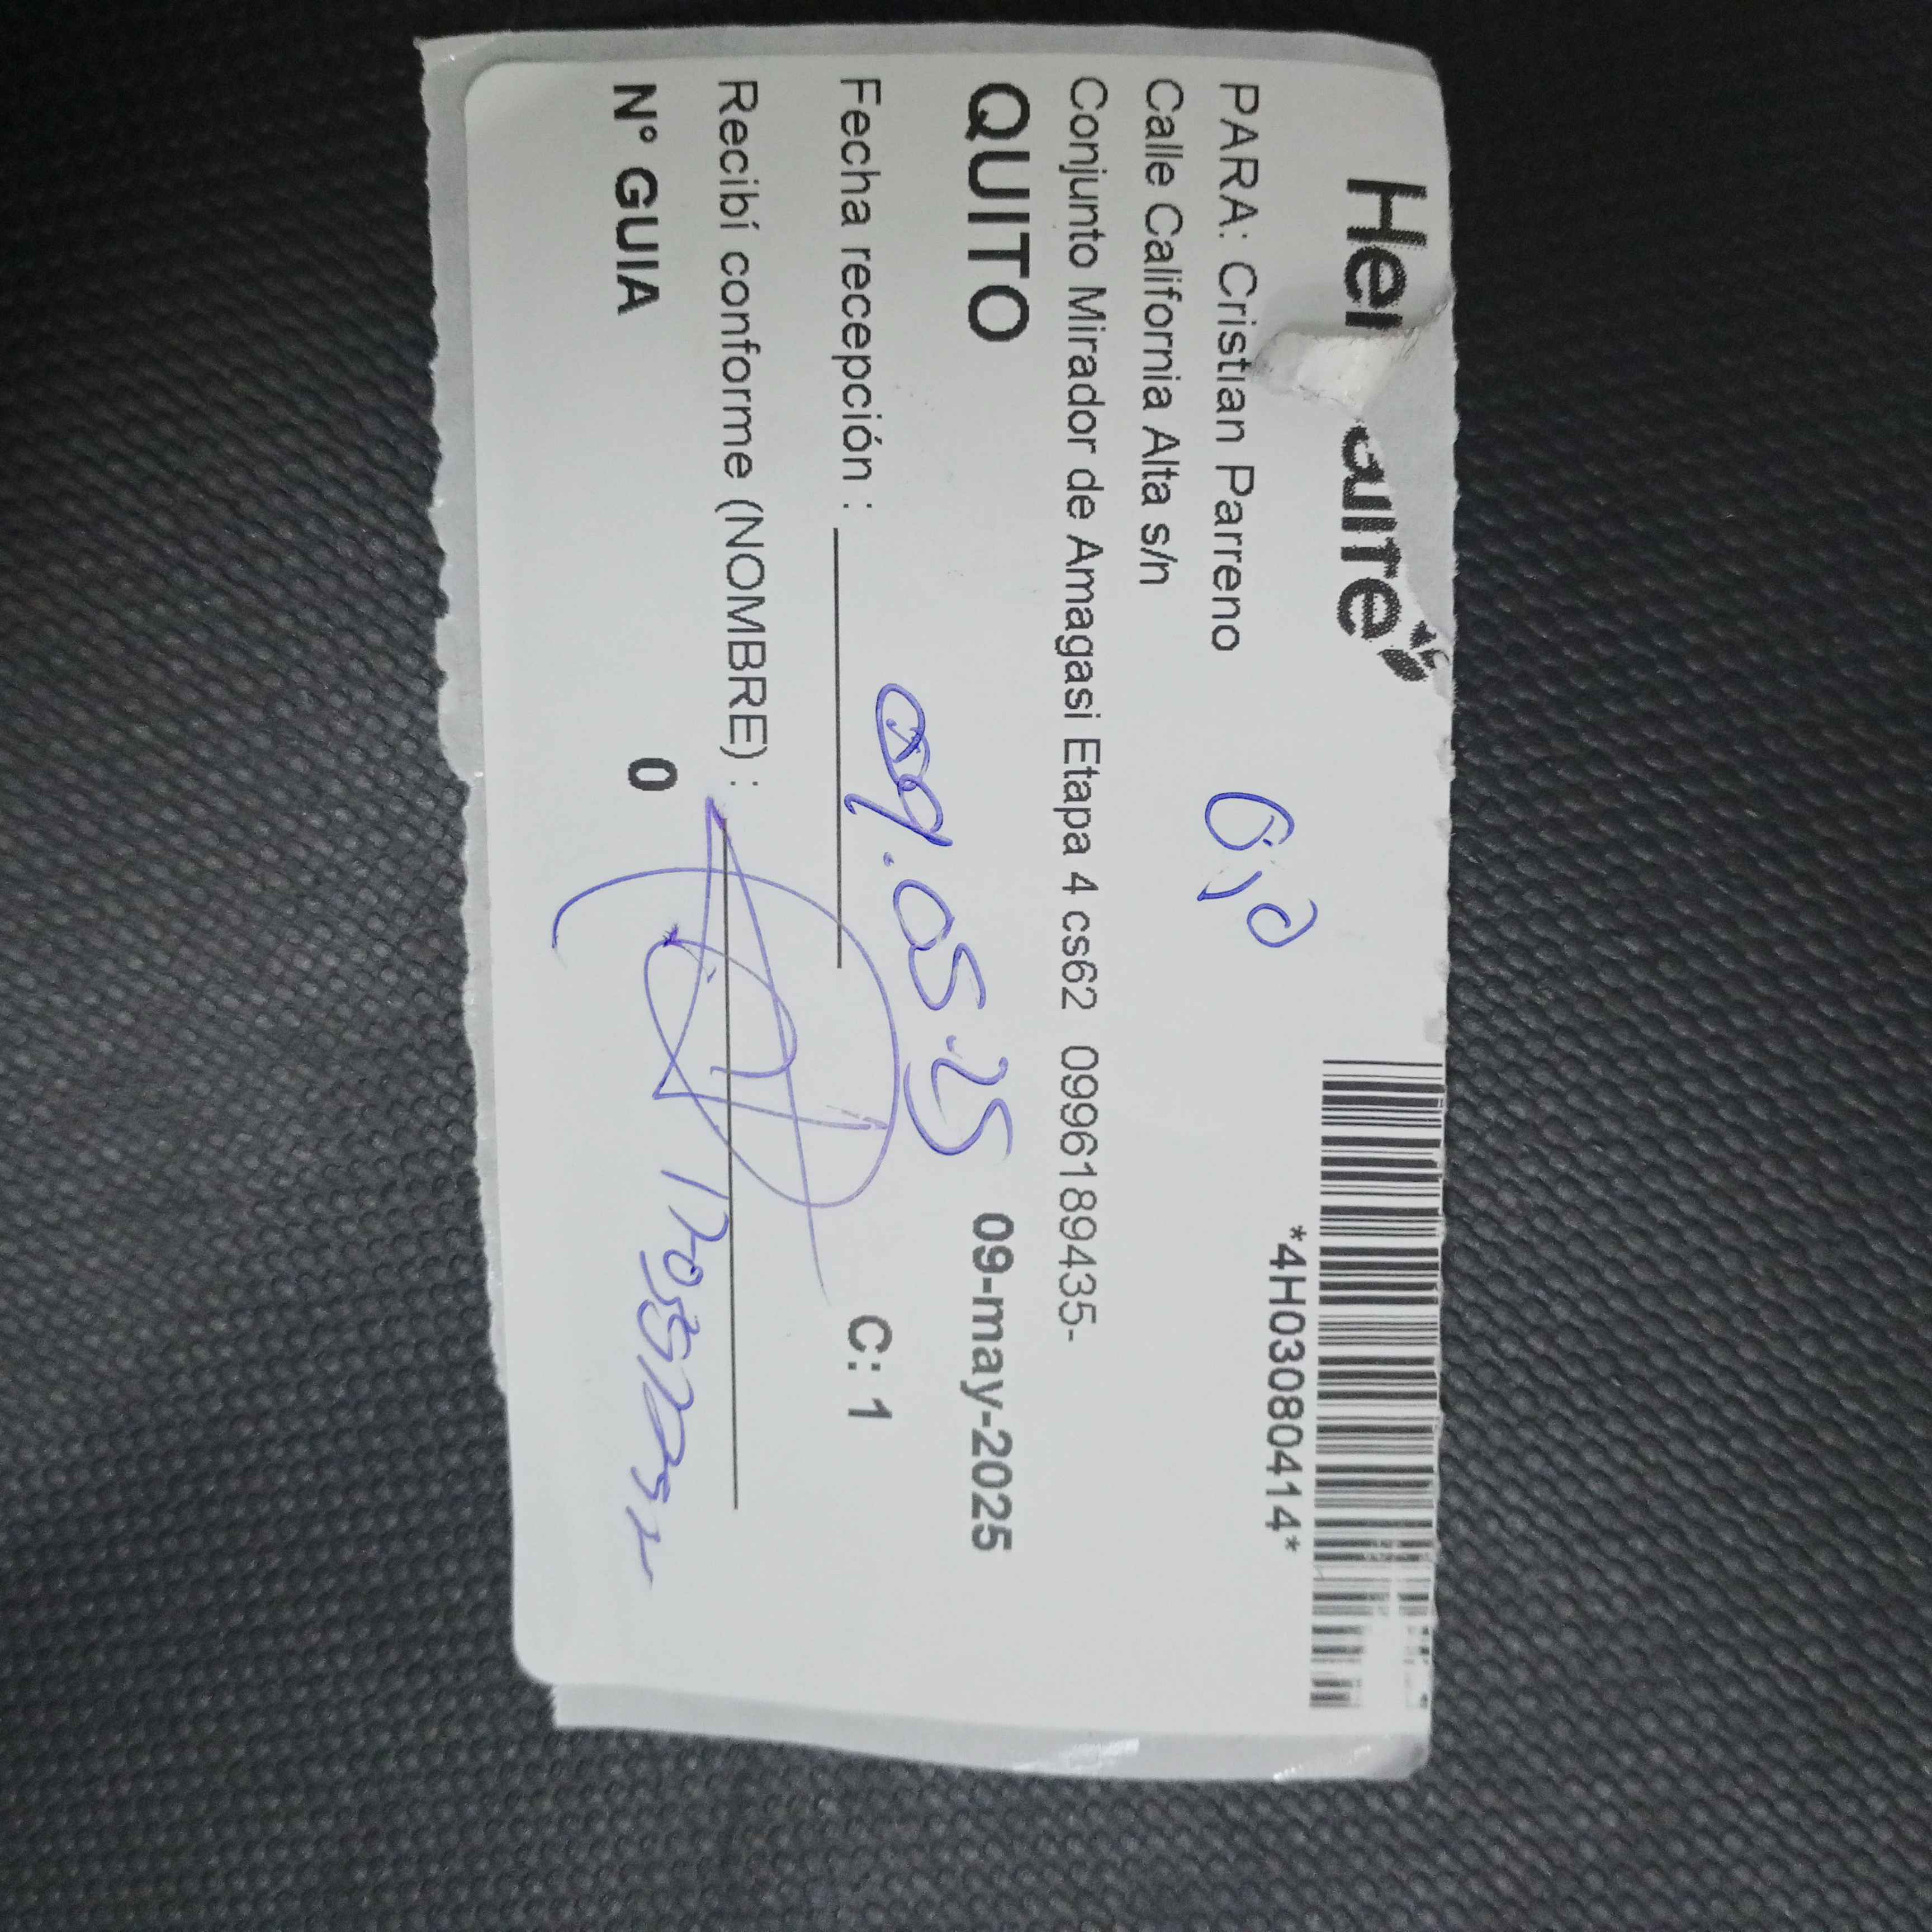 *4H03080414*
PARA: Cristian Parreno
Calle California Alta s/n
Conjunto Mirador de Amagasi Etapa 4 cs62 0996189435-
QUITO 09-may-2025
09.05.25
Fecha recepción : C: 1
Recibí conforme (NOMBRE) :
N° GUIA 0